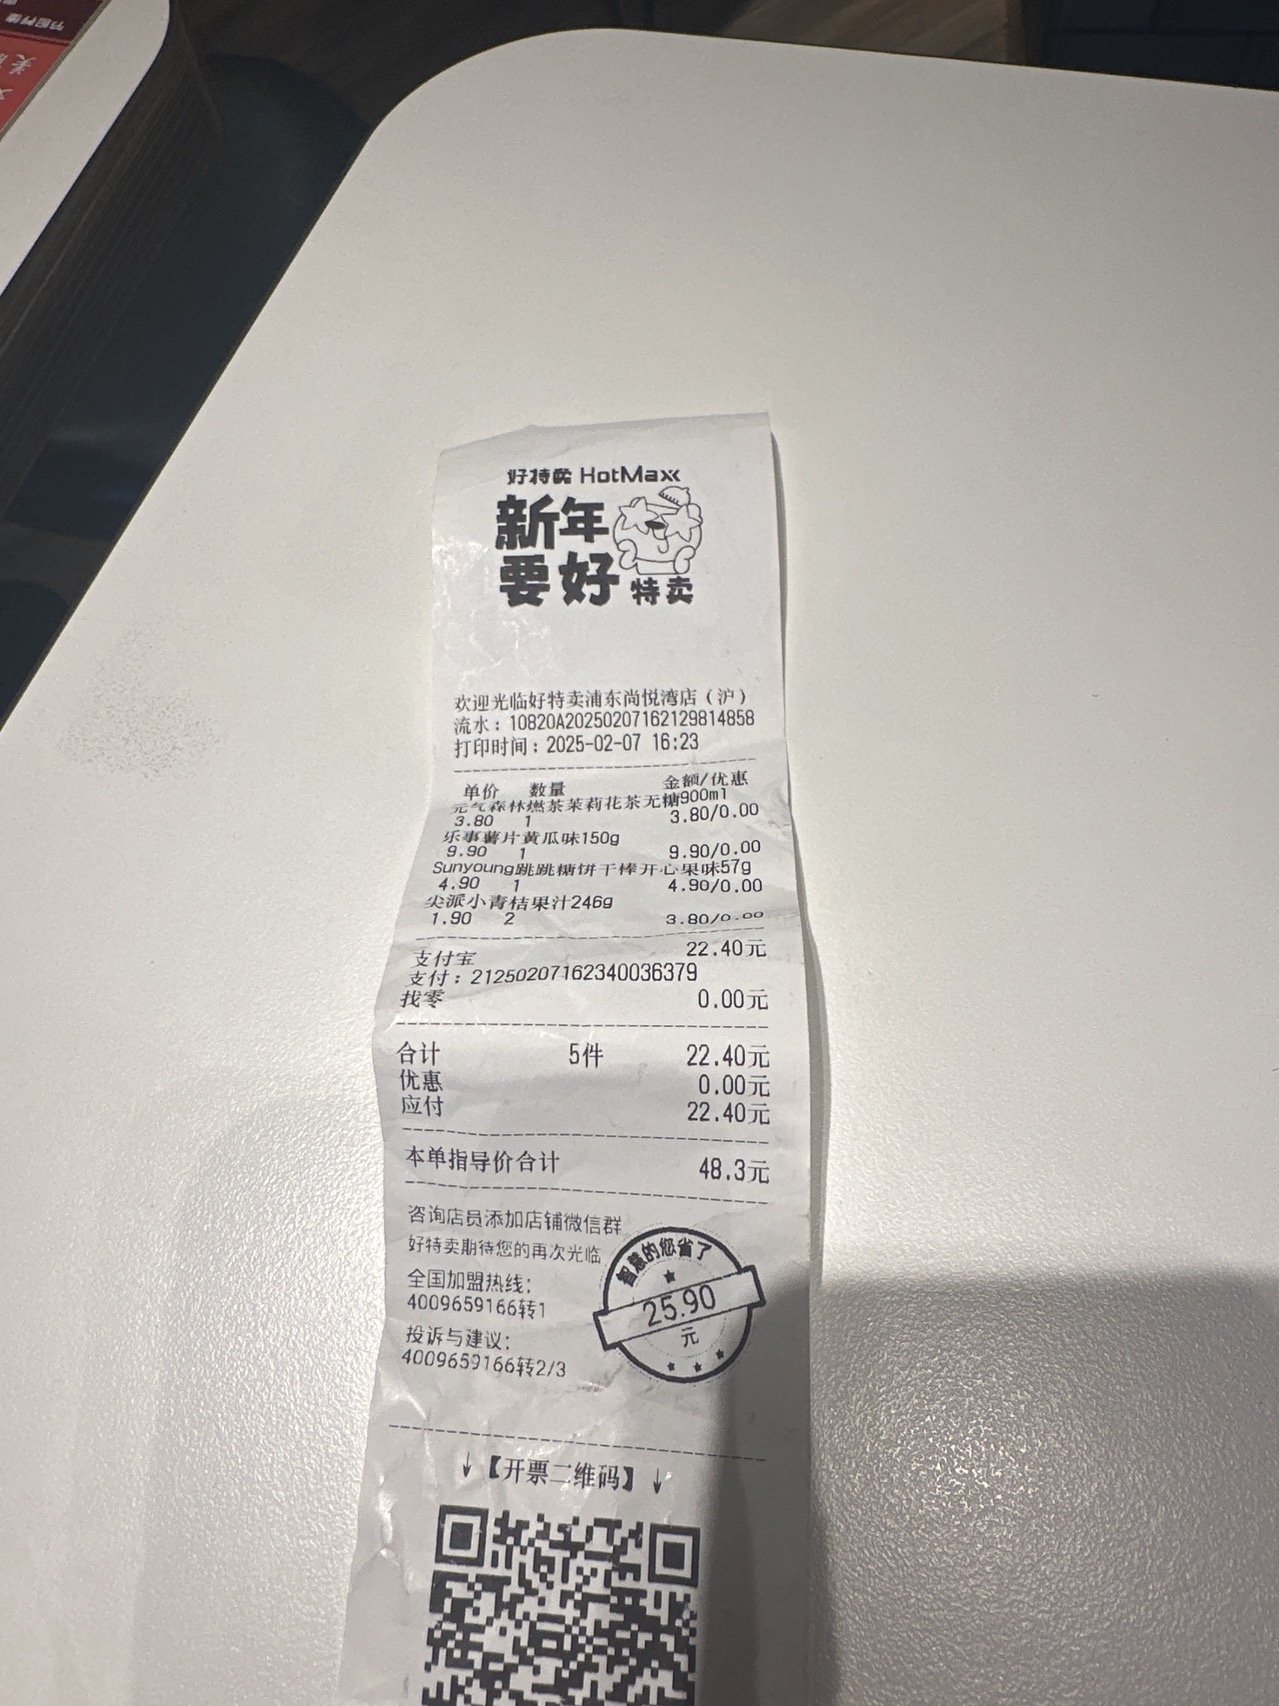 好特卖 HotMaxx
新年
要好特卖
欢迎光临好特卖浦东尚悦湾店（沪）
流水：10820A20250207162129814858
打印时间：2025-02-07 16:23
单价 数量 金额/优惠
元气森林燃茶茉莉花茶无糖900ml
3.80 1 3.80/0.00
乐事薯片黄瓜味150g
9.90 1 9.90/0.00
Sunyoung跳跳糖饼干棒开心果味57g
4.90 1 4.90/0.00
尖派小青桔果汁246g
1.90 2 3.80/0.00
支付宝 22.40元
支付：21250207162340036379
找零 0.00元
合计 5件 22.40元
优惠 0.00元
应付 22.40元
本单指导价合计 48.3元
咨询店员添加店铺微信群
好特卖期待您的再次光临
全国加盟热线：
4009659166转1
投诉与建议：
4009659166转2/3
智慧的您省了
25.90
元
↓【开票二维码】↓